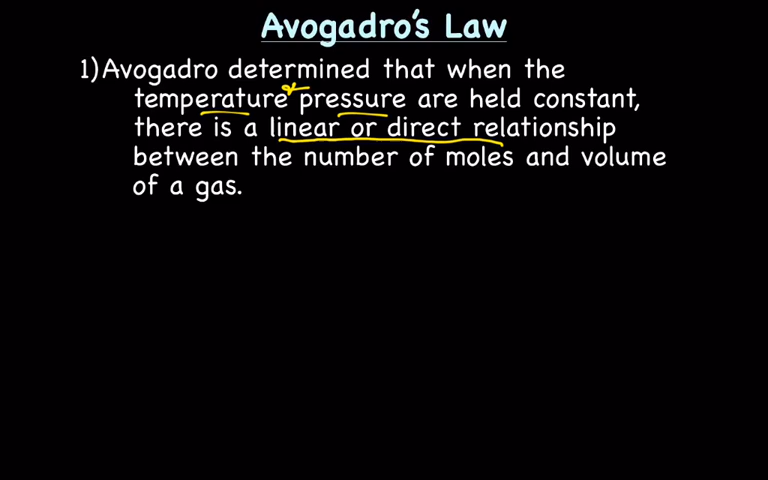 Avogadro's Law
1) Avogadro determined that when the
temperature & pressure are held constant,
there is a linear or direct relationship
between the number of moles and volume
of a gas.